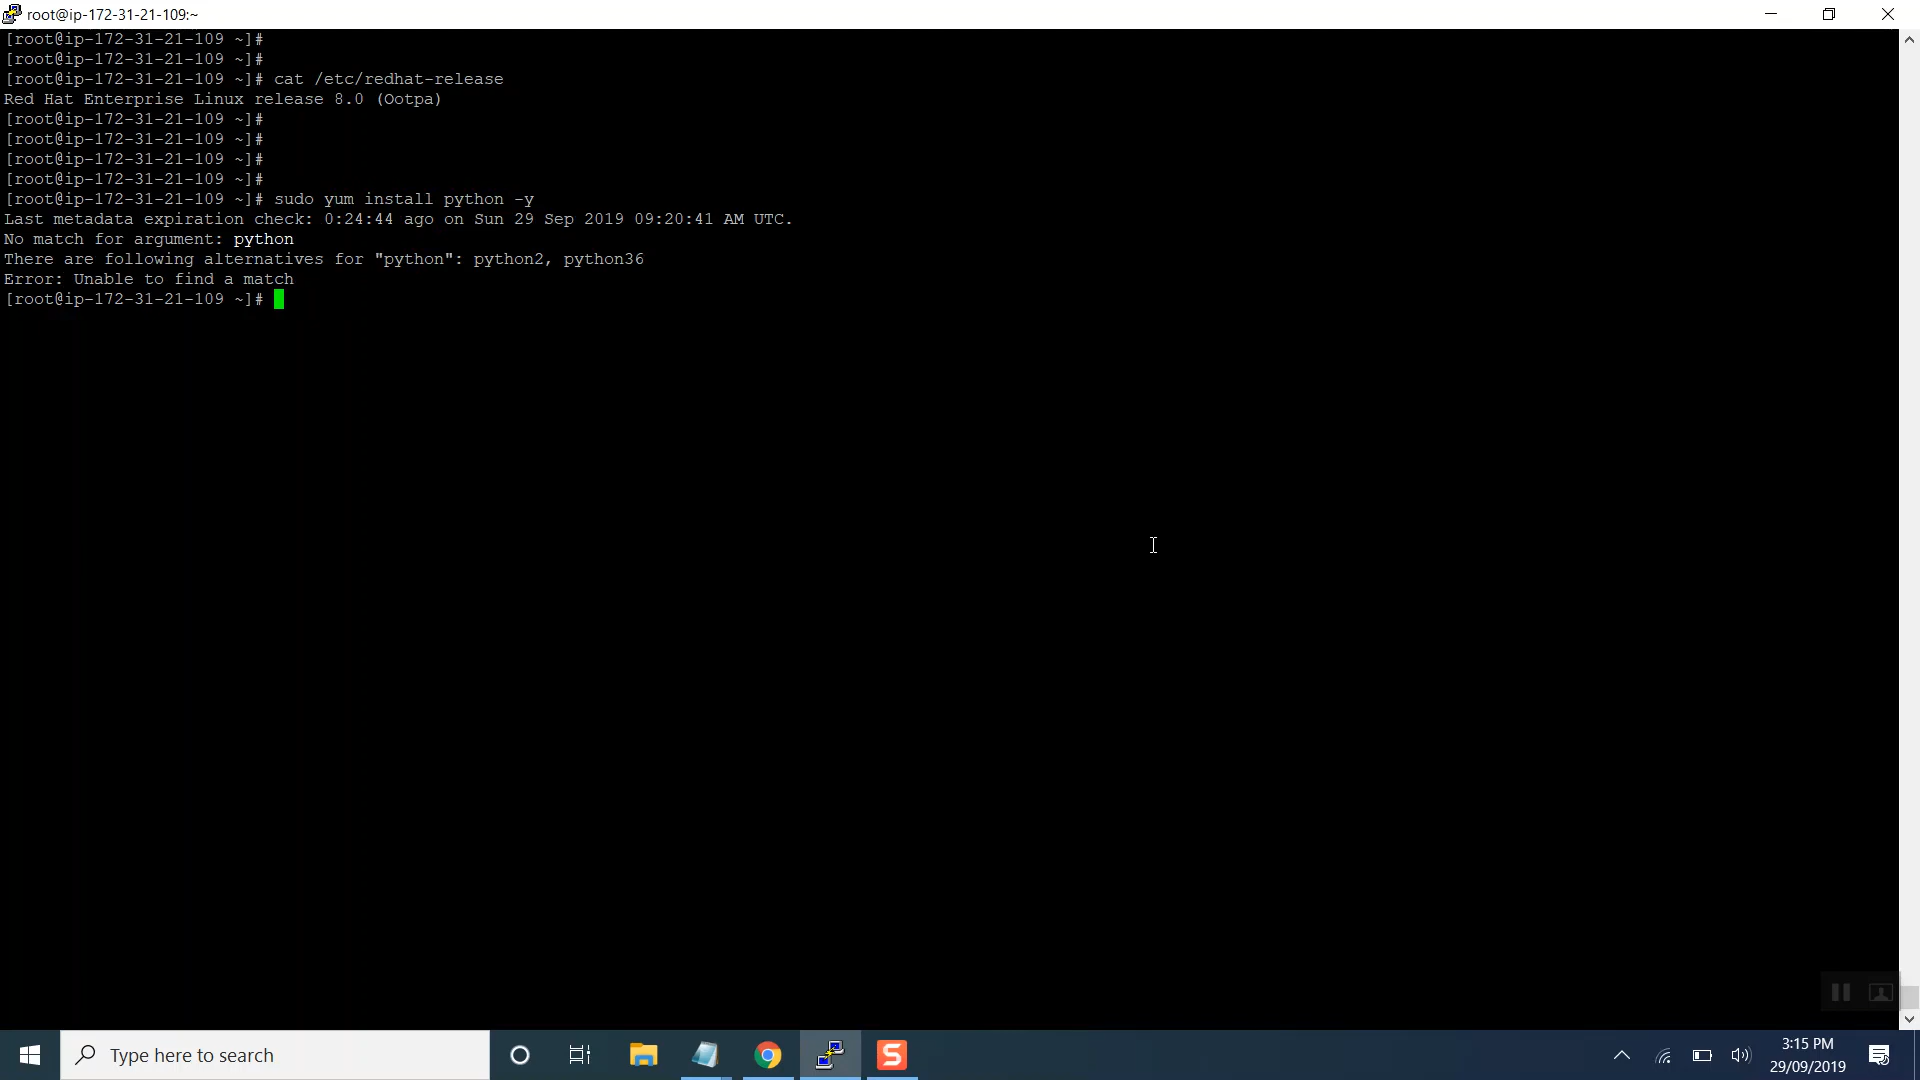 root@ip-172-31-21-109:~
[root@ip-172-31-21-109 ~]#
[root@ip-172-31-21-109 ~]#
[root@ip-172-31-21-109 ~]# cat /etc/redhat-release
Red Hat Enterprise Linux release 8.0 (Ootpa)
[root@ip-172-31-21-109 ~]#
[root@ip-172-31-21-109 ~]#
[root@ip-172-31-21-109 ~]#
[root@ip-172-31-21-109 ~]#
[root@ip-172-31-21-109 ~]# sudo yum install python -y
Last metadata expiration check: 0:24:44 ago on Sun 29 Sep 2019 09:20:41 AM UTC.
No match for argument: python
There are following alternatives for "python": python2, python36
Error: Unable to find a match
[root@ip-172-31-21-109 ~]#
Type here to search
S
3:15 PM
29/09/2019